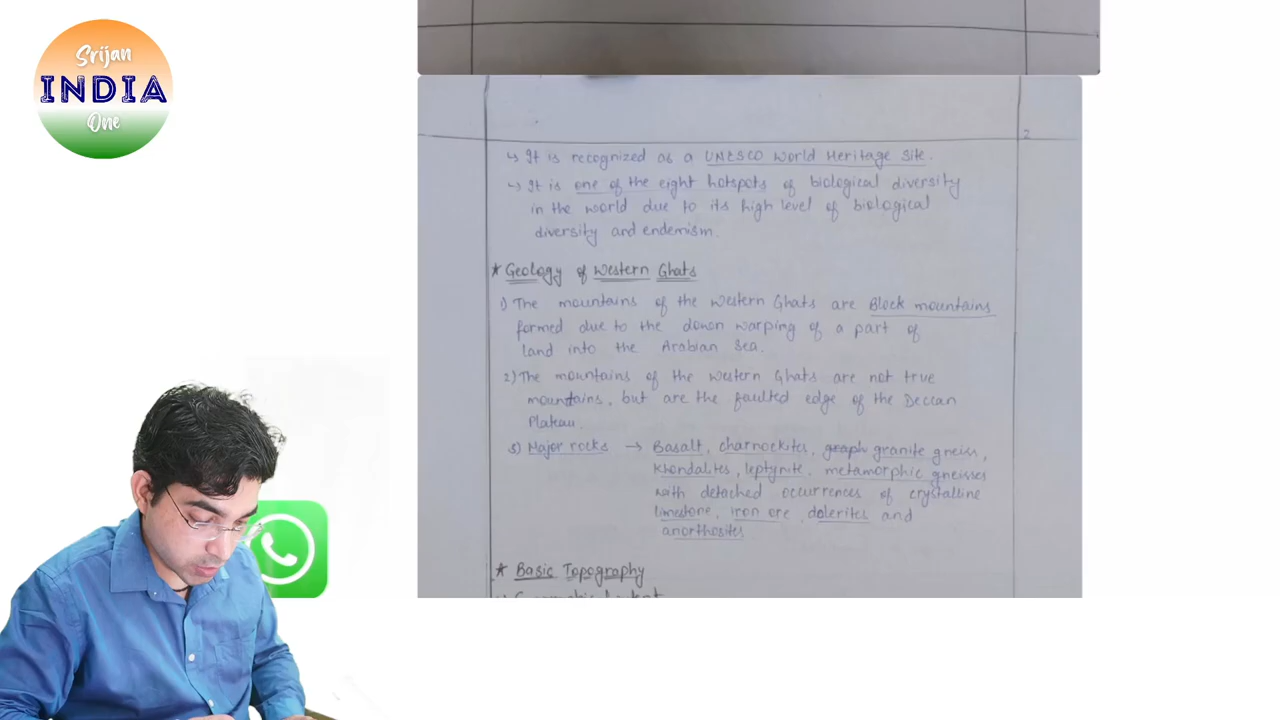 Srijan
INDIA
One
2
↳ It is recognized as a UNESCO World Heritage Site.
↳ It is one of the eight hotspots of biological diversity
in the world due to its high level of biological
diversity and endemism.
★ Geology of Western Ghats
1) The mountains of the Western Ghats are Block mountains
formed due to the down warping of a part of
land into the Arabian Sea.
2) The mountains of the Western Ghats are not true
mountains, but are the faulted edge of the Deccan
Plateau.
3) Major rocks → Basalt, charnockites, graph granite gneiss,
Khondalites, leptynite, metamorphic gneisses
with detached occurrences of crystalline
limestone, iron ore, dolerites and
anorthosites.
★ Basic Topography